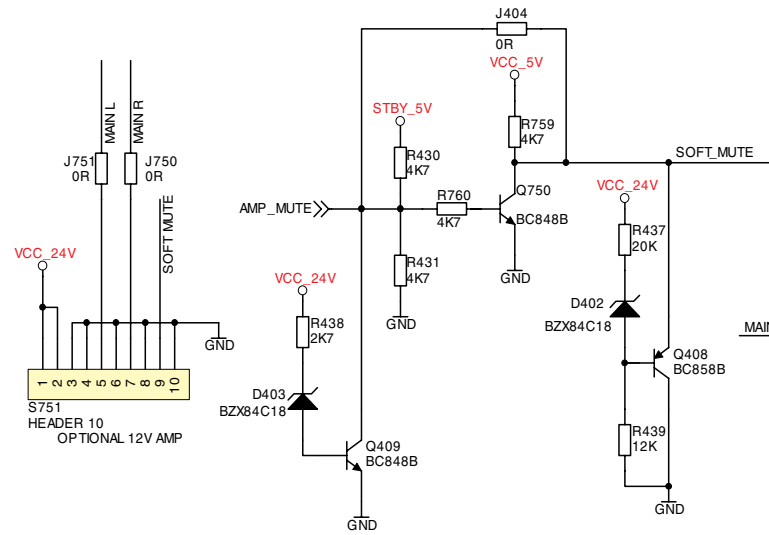 J404
0R
VCC_5V
STBY_5V
MAIN L
MAIN R
R759
4K7
J751
0R
J750
0R
R430
4K7
SOFT_MUTE
Q750
BC848B
VCC_24V
R760
4K7
AMP_MUTE
SOFT MUTE
R437
20K
VCC_24V
R431
4K7
GND
VCC_24V
D402
BZX84C18
GND
R438
2K7
MAIN
GND
Q408
BC858B
1 2 3 4 5 6 7 8 9 10
D403
BZX84C18
S751
HEADER 10
OPTIONAL 12V AMP
R439
12K
Q409
BC848B
GND
GND